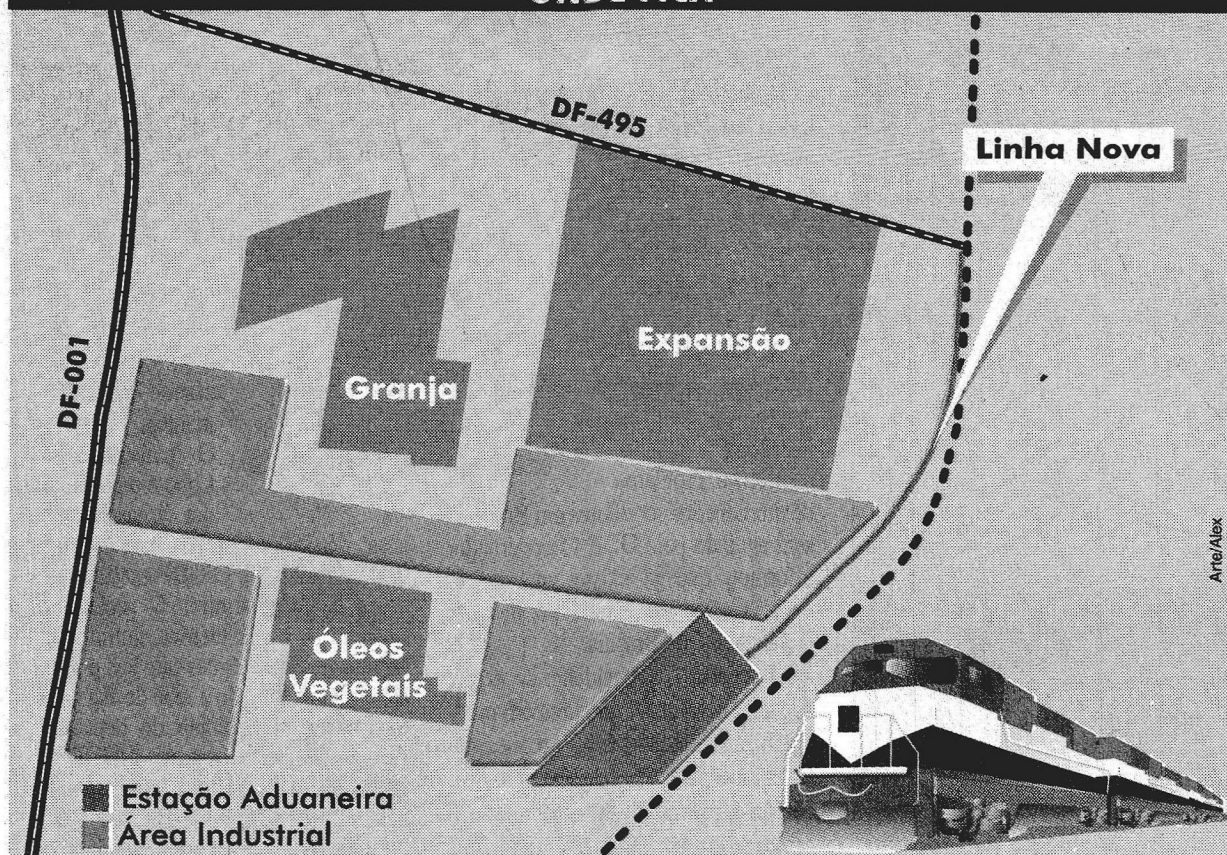 DF-495
Linha Nova
Expansão
DF-001
Granja
Óleos
Vegetais
Arte/Alex
Estação Aduaneira
Área Industrial